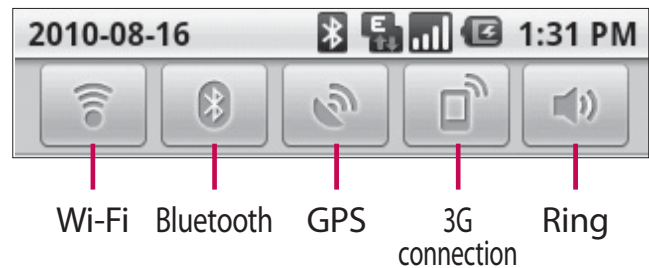 2010-08-16 E 1:31 PM
Wi-Fi Bluetooth GPS 3G connection Ring